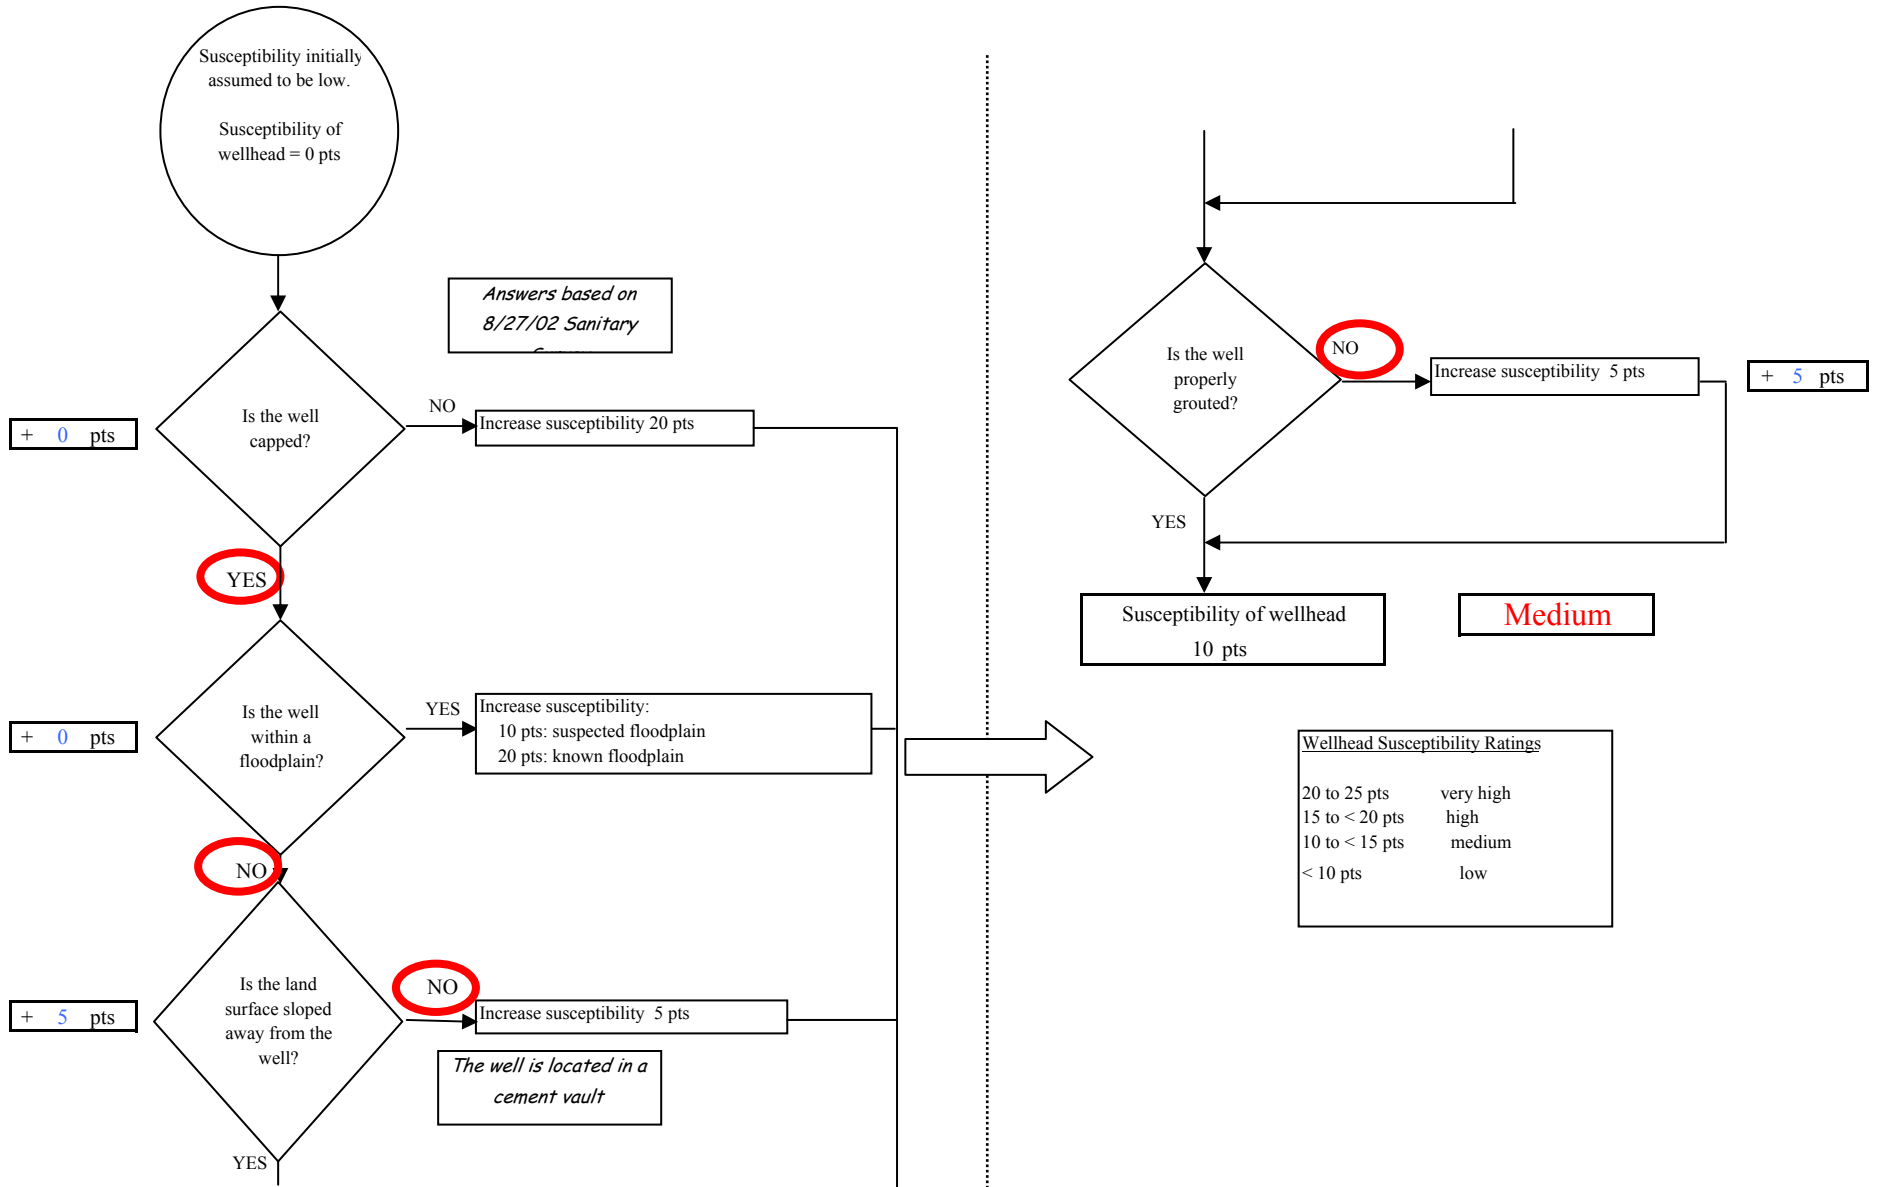 Susceptibility initially
assumed to be low.
Susceptibility of
wellhead = 0 pts
Answers based on
8/27/02 Sanitary
Is the well
capped?
NO
Increase susceptibility 20 pts
+ 0 pts
YES
Is the well
within a
floodplain?
YES
Increase susceptibility:
10 pts: suspected floodplain
20 pts: known floodplain
+ 0 pts
NO
Is the land
surface sloped
away from the
well?
NO
Increase susceptibility 5 pts
+ 5 pts
The well is located in a
cement vault
YES
Is the well
properly
grouted?
NO
Increase susceptibility 5 pts
+ 5 pts
YES
Susceptibility of wellhead
10 pts
Medium
Wellhead Susceptibility Ratings
20 to 25 pts very high
15 to < 20 pts high
10 to < 15 pts medium
< 10 pts low